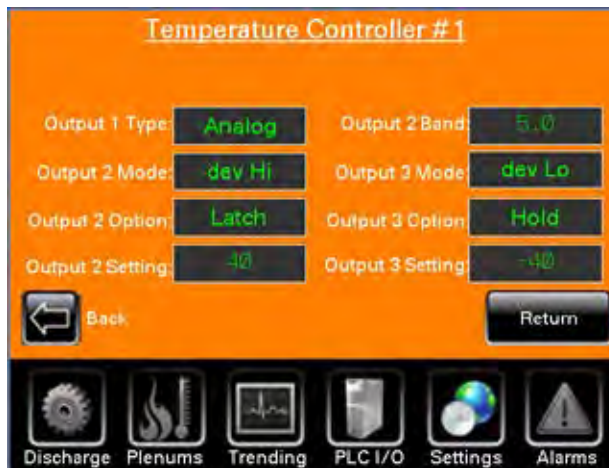 Temperature Controller #1
Output 1 Type: Analog Output 2 Band: 5.0
Output 2 Mode: dev Hi Output 3 Mode: dev Lo
Output 2 Option: Latch Output 3 Option: Hold
Output 2 Setting: 40 Output 3 Setting: -40
Back Return
Discharge Plenums Trending PLC I/O Settings Alarms